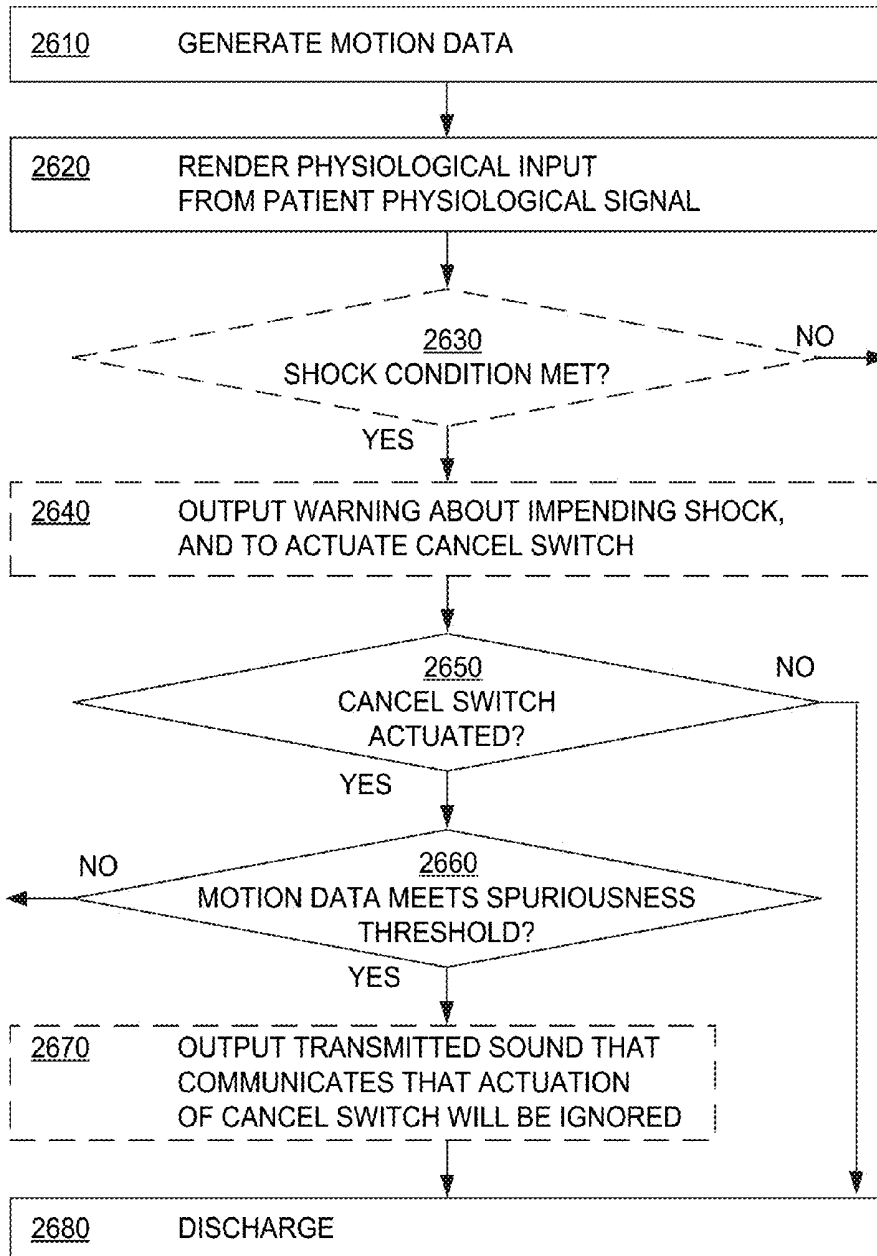 2610 GENERATE MOTION DATA
2620 RENDER PHYSIOLOGICAL INPUT
FROM PATIENT PHYSIOLOGICAL SIGNAL
2630
SHOCK CONDITION MET?
NO
YES
2640 OUTPUT WARNING ABOUT IMPENDING SHOCK,
AND TO ACTUATE CANCEL SWITCH
2650
CANCEL SWITCH
ACTUATED?
NO
YES
NO
2660
MOTION DATA MEETS SPURIOUSNESS
THRESHOLD?
YES
2670 OUTPUT TRANSMITTED SOUND THAT
COMMUNICATES THAT ACTUATION
OF CANCEL SWITCH WILL BE IGNORED
2680 DISCHARGE